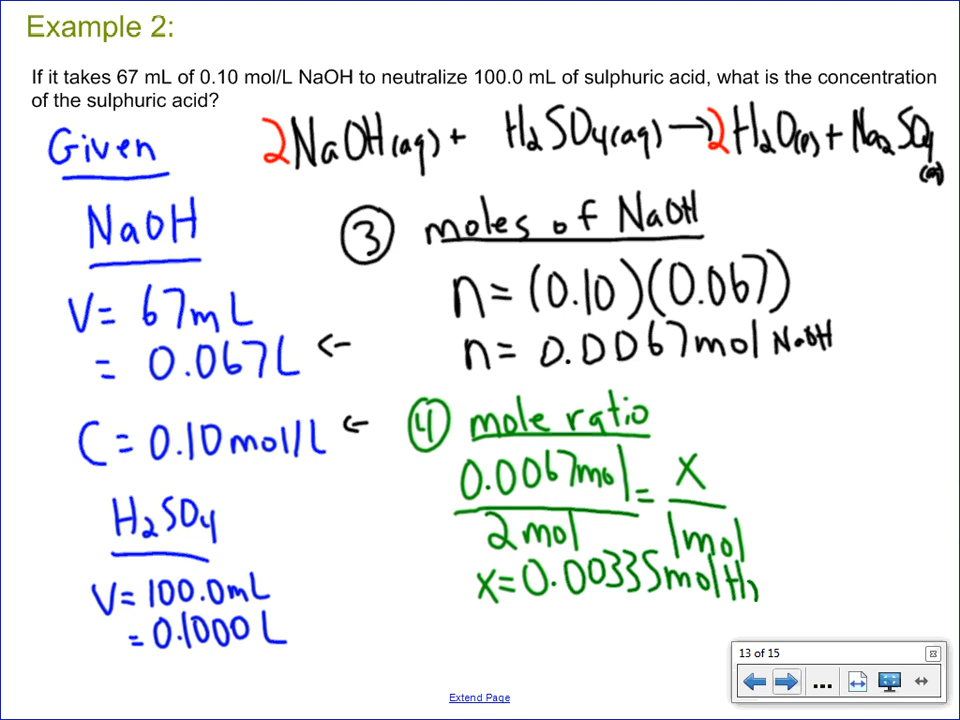 Example 2:
If it takes 67 mL of 0.10 mol/L NaOH to neutralize 100.0 mL of sulphuric acid, what is the concentration
of the sulphuric acid?
2NaOH(aq) + H₂SO₄(aq) → 2H₂O(l) + Na₂SO₄
(aq)
Given
NaOH
V = 67mL
= 0.067L ←
C = 0.10mol/L ←
H₂SO₄
V = 100.0mL
= 0.1000 L
③ moles of NaOH
n = (0.10)(0.067)
n = 0.0067mol NaOH
④ mole ratio
0.0067mol = x
2 mol 1mol
x = 0.00335molH₂
13 of 15
...
Extend Page